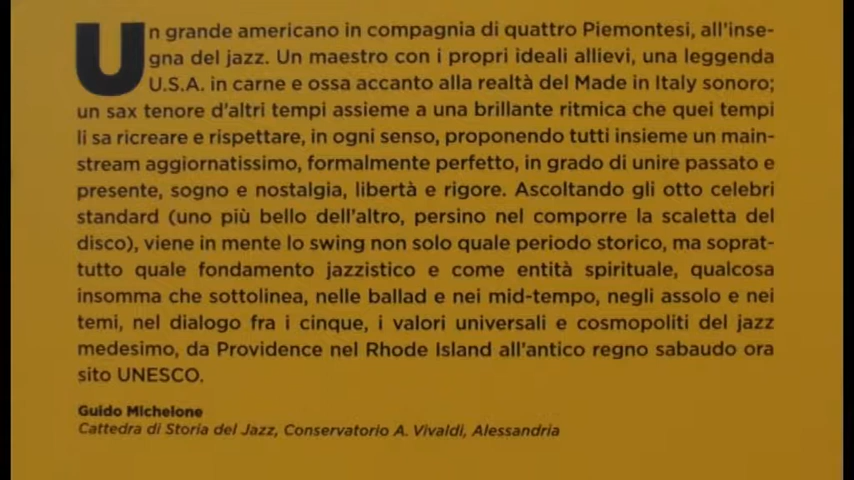 Un grande americano in compagnia di quattro Piemontesi, all'inse-
gna del jazz. Un maestro con i propri ideali allievi, una leggenda
U.S.A. in carne e ossa accanto alla realtà del Made in Italy sonoro;
un sax tenore d'altri tempi assieme a una brillante ritmica che quei tempi
li sa ricreare e rispettare, in ogni senso, proponendo tutti insieme un main-
stream aggiornatissimo, formalmente perfetto, in grado di unire passato e
presente, sogno e nostalgia, libertà e rigore. Ascoltando gli otto celebri
standard (uno più bello dell'altro, persino nel comporre la scaletta del
disco), viene in mente lo swing non solo quale periodo storico, ma soprat-
tutto quale fondamento jazzistico e come entità spirituale, qualcosa
insomma che sottolinea, nelle ballad e nei mid-tempo, negli assolo e nei
temi, nel dialogo fra i cinque, i valori universali e cosmopoliti del jazz
medesimo, da Providence nel Rhode Island all'antico regno sabaudo ora
sito UNESCO.
Guido Michelone
Cattedra di Storia del Jazz, Conservatorio A. Vivaldi, Alessandria